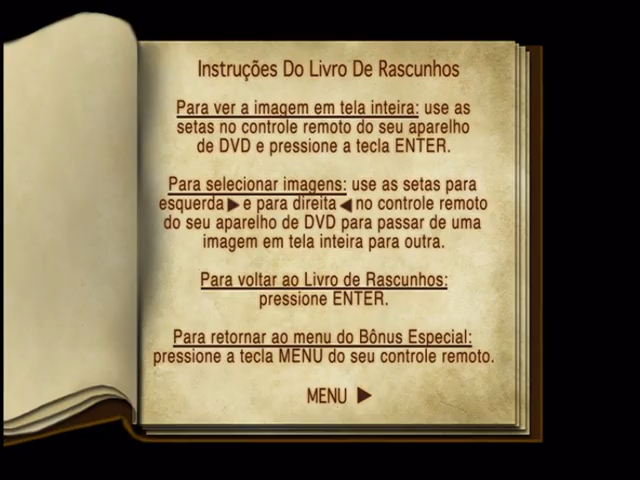 Instruções Do Livro De Rascunhos
Para ver a imagem em tela inteira: use as
setas no controle remoto do seu aparelho
de DVD e pressione a tecla ENTER.
Para selecionar imagens: use as setas para
esquerda ▶ e para direita ◀ no controle remoto
do seu aparelho de DVD para passar de uma
imagem em tela inteira para outra.
Para voltar ao Livro de Rascunhos:
pressione ENTER.
Para retornar ao menu do Bônus Especial:
pressione a tecla MENU do seu controle remoto.
MENU ▶